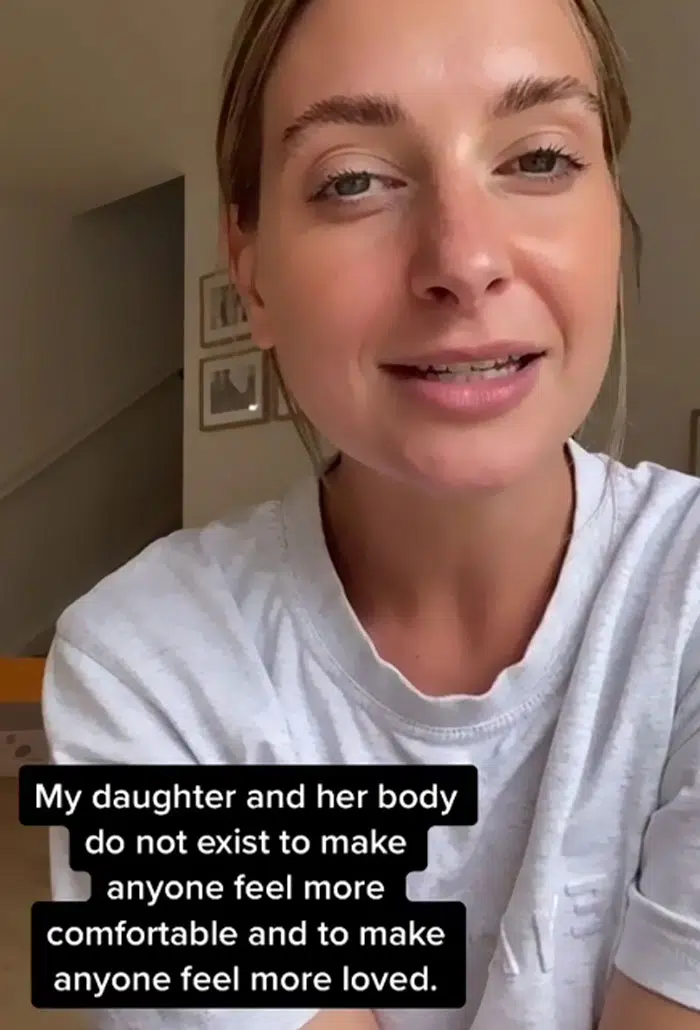 My daughter and her body
do not exist to make
anyone feel more
comfortable and to make
anyone feel more loved.